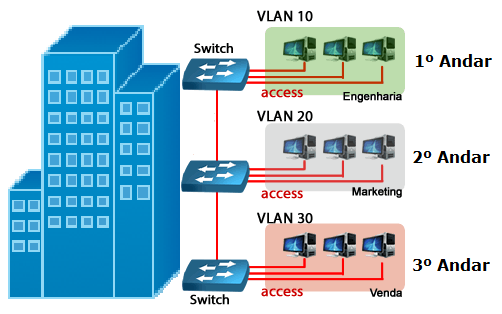 VLAN 10
Switch
1º Andar
access
Engenharia
VLAN 20
2º Andar
access
Marketing
VLAN 30
3º Andar
access
Switch
Venda